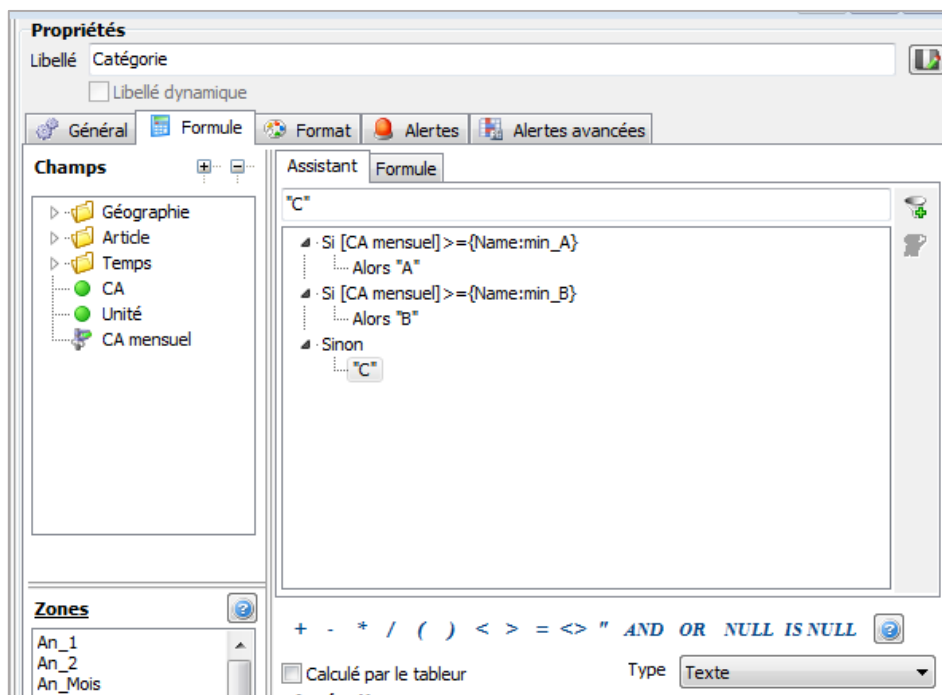 Propriétés
Libellé Catégorie
Libellé dynamique
Général Formule Format Alertes Alertes avancées
Champs
Géographie
Article
Temps
CA
Unité
CA mensuel
Assistant Formule
"C"
Si [CA mensuel]>={Name:min_A}
Alors "A"
Si [CA mensuel]>={Name:min_B}
Alors "B"
Sinon
"C"
Zones
An_1
An_2
An_Mois
+ - * / ( ) < > = <> " AND OR NULL IS NULL
Calculé par le tableur Type Texte